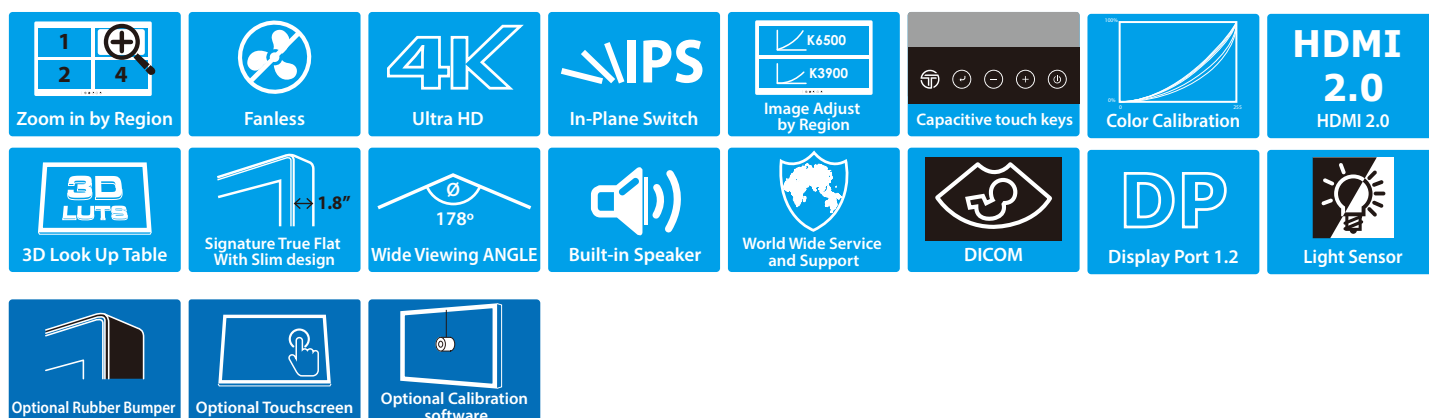 1
2
4
Zoom in by Region
Fanless
4K
Ultra HD
IPS
In-Plane Switch
K6500
K3900
Image Adjust
by Region
Capacitive touch keys
100%
0%
0
255
Color Calibration
HDMI
2.0
HDMI 2.0
3D
LUTS
3D Look Up Table
1.8”
Signature True Flat
With Slim design
Ø
178º
Wide Viewing ANGLE
Built-in Speaker
World Wide Service
and Support
DICOM
DP
Display Port 1.2
Light Sensor
Optional Rubber Bumper
Optional Touchscreen
Optional Calibration
software